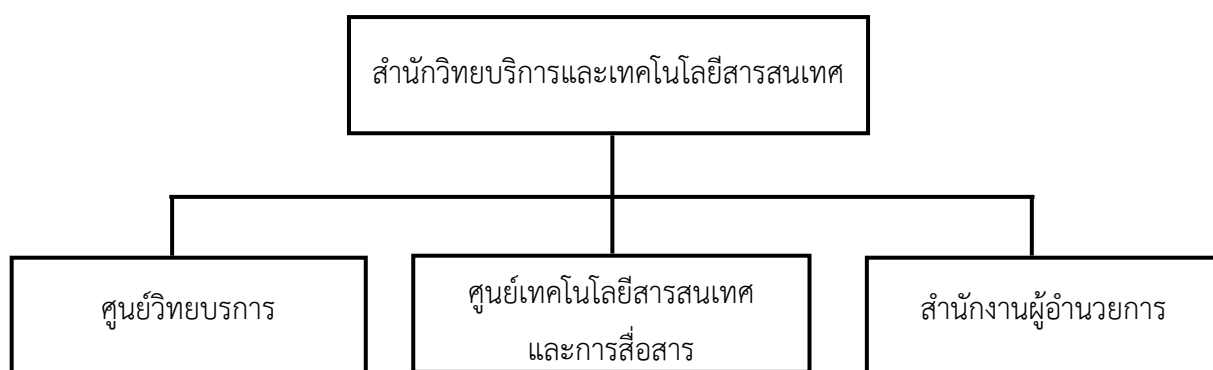 สำนักวิทยบริการและเทคโนโลยีสารสนเทศ
ศูนย์วิทยบรการ
ศูนย์เทคโนโลยีสารสนเทศ
และการสื่อสาร
สำนักงานผู้อำนวยการ